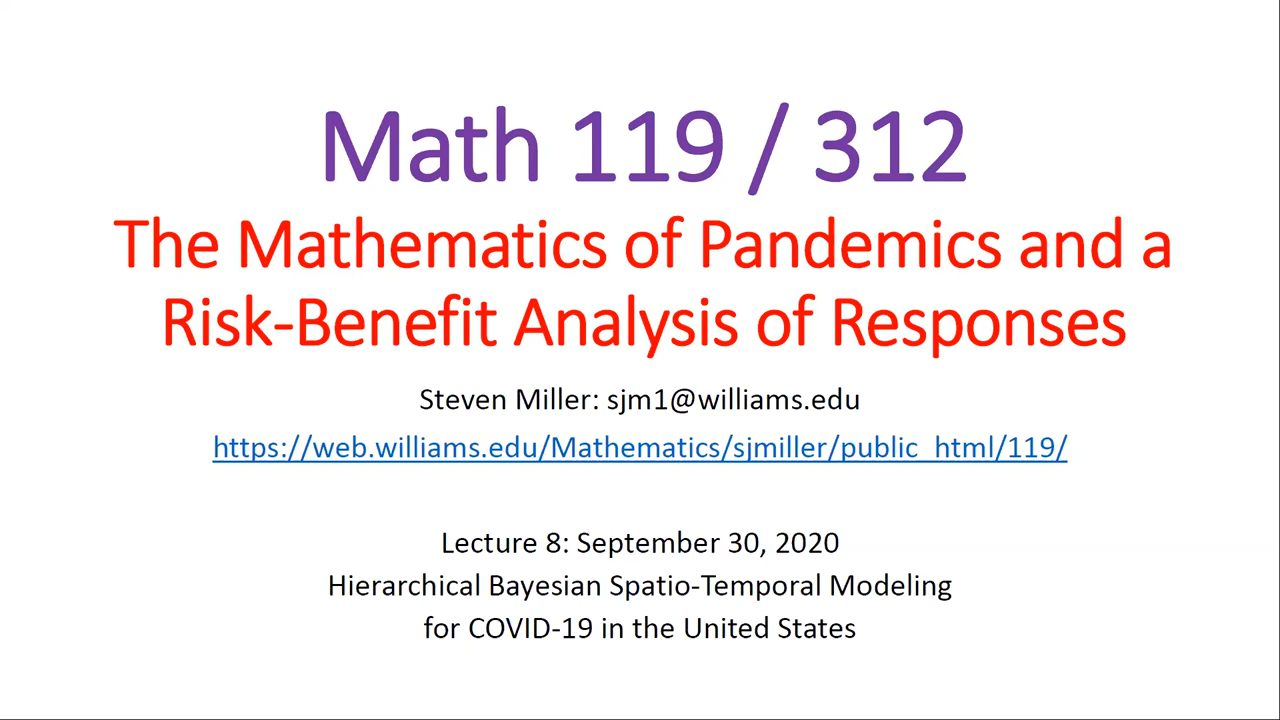 Math 119 / 312
The Mathematics of Pandemics and a
Risk-Benefit Analysis of Responses
Steven Miller: sjm1@williams.edu
https://web.williams.edu/Mathematics/sjmiller/public_html/119/
Lecture 8: September 30, 2020
Hierarchical Bayesian Spatio-Temporal Modeling
for COVID-19 in the United States